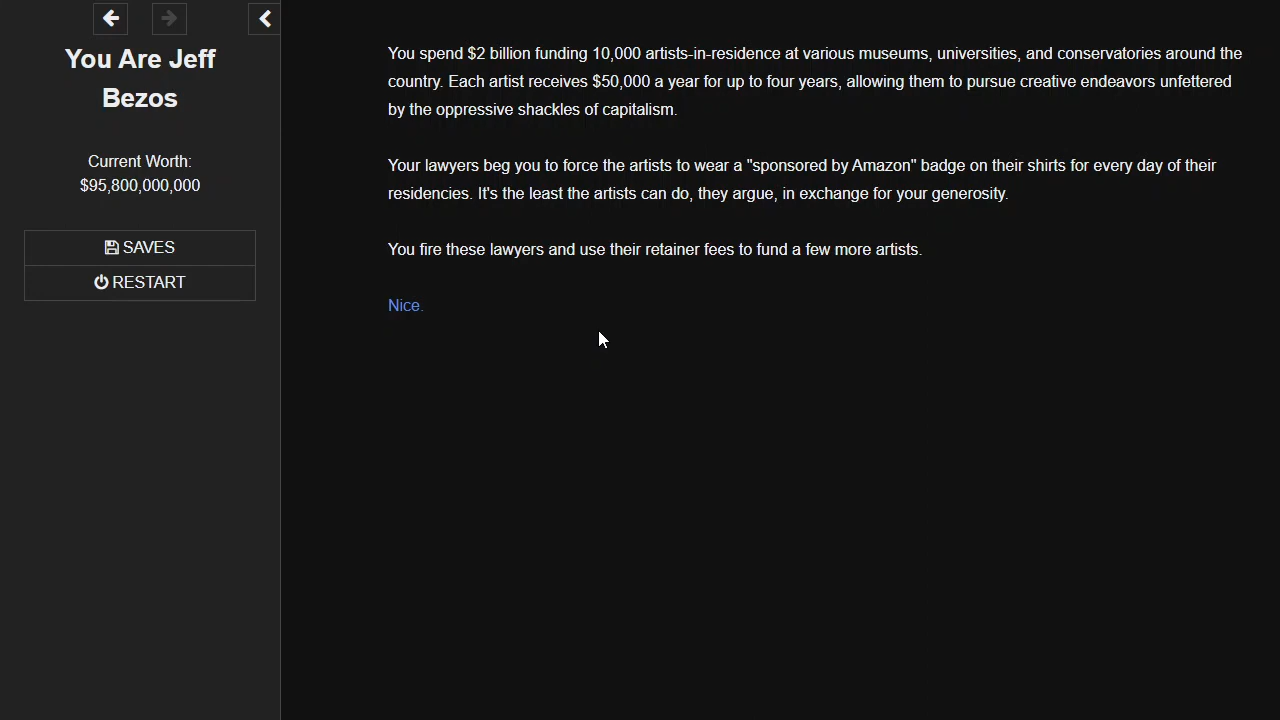 You Are Jeff
Bezos
Current Worth:
$95,800,000,000
SAVES
RESTART
You spend $2 billion funding 10,000 artists-in-residence at various museums, universities, and conservatories around the
country. Each artist receives $50,000 a year for up to four years, allowing them to pursue creative endeavors unfettered
by the oppressive shackles of capitalism.
Your lawyers beg you to force the artists to wear a "sponsored by Amazon" badge on their shirts for every day of their
residencies. It's the least the artists can do, they argue, in exchange for your generosity.
You fire these lawyers and use their retainer fees to fund a few more artists.
Nice.